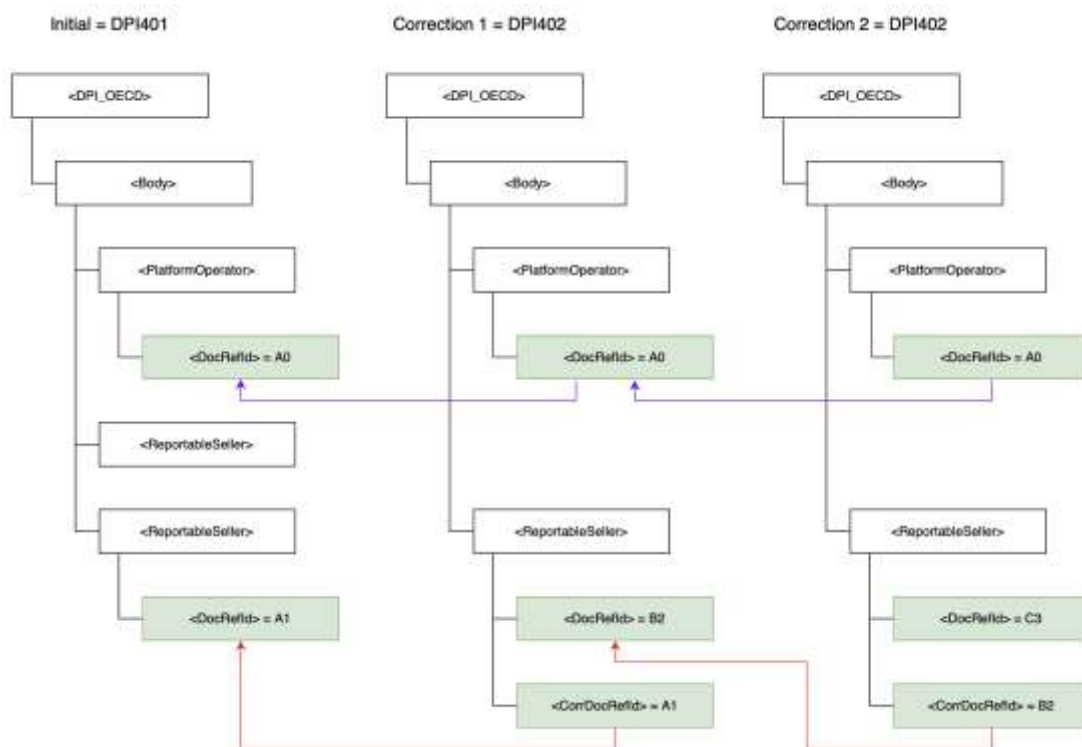 Initial = DPI401
Correction 1 = DPI402
Correction 2 = DPI402
<DPI_OECD>
<DPI_OECD>
<DPI_OECD>
<Body>
<Body>
<Body>
<PlatformOperator>
<PlatformOperator>
<PlatformOperator>
<DocRefId> = A0
<DocRefId> = A0
<DocRefId> = A0
<ReportableSeller>
<ReportableSeller>
<ReportableSeller>
<ReportableSeller>
<DocRefId> = A1
<DocRefId> = B2
<DocRefId> = C3
<CorrDocRefId> = A1
<CorrDocRefId> = B2